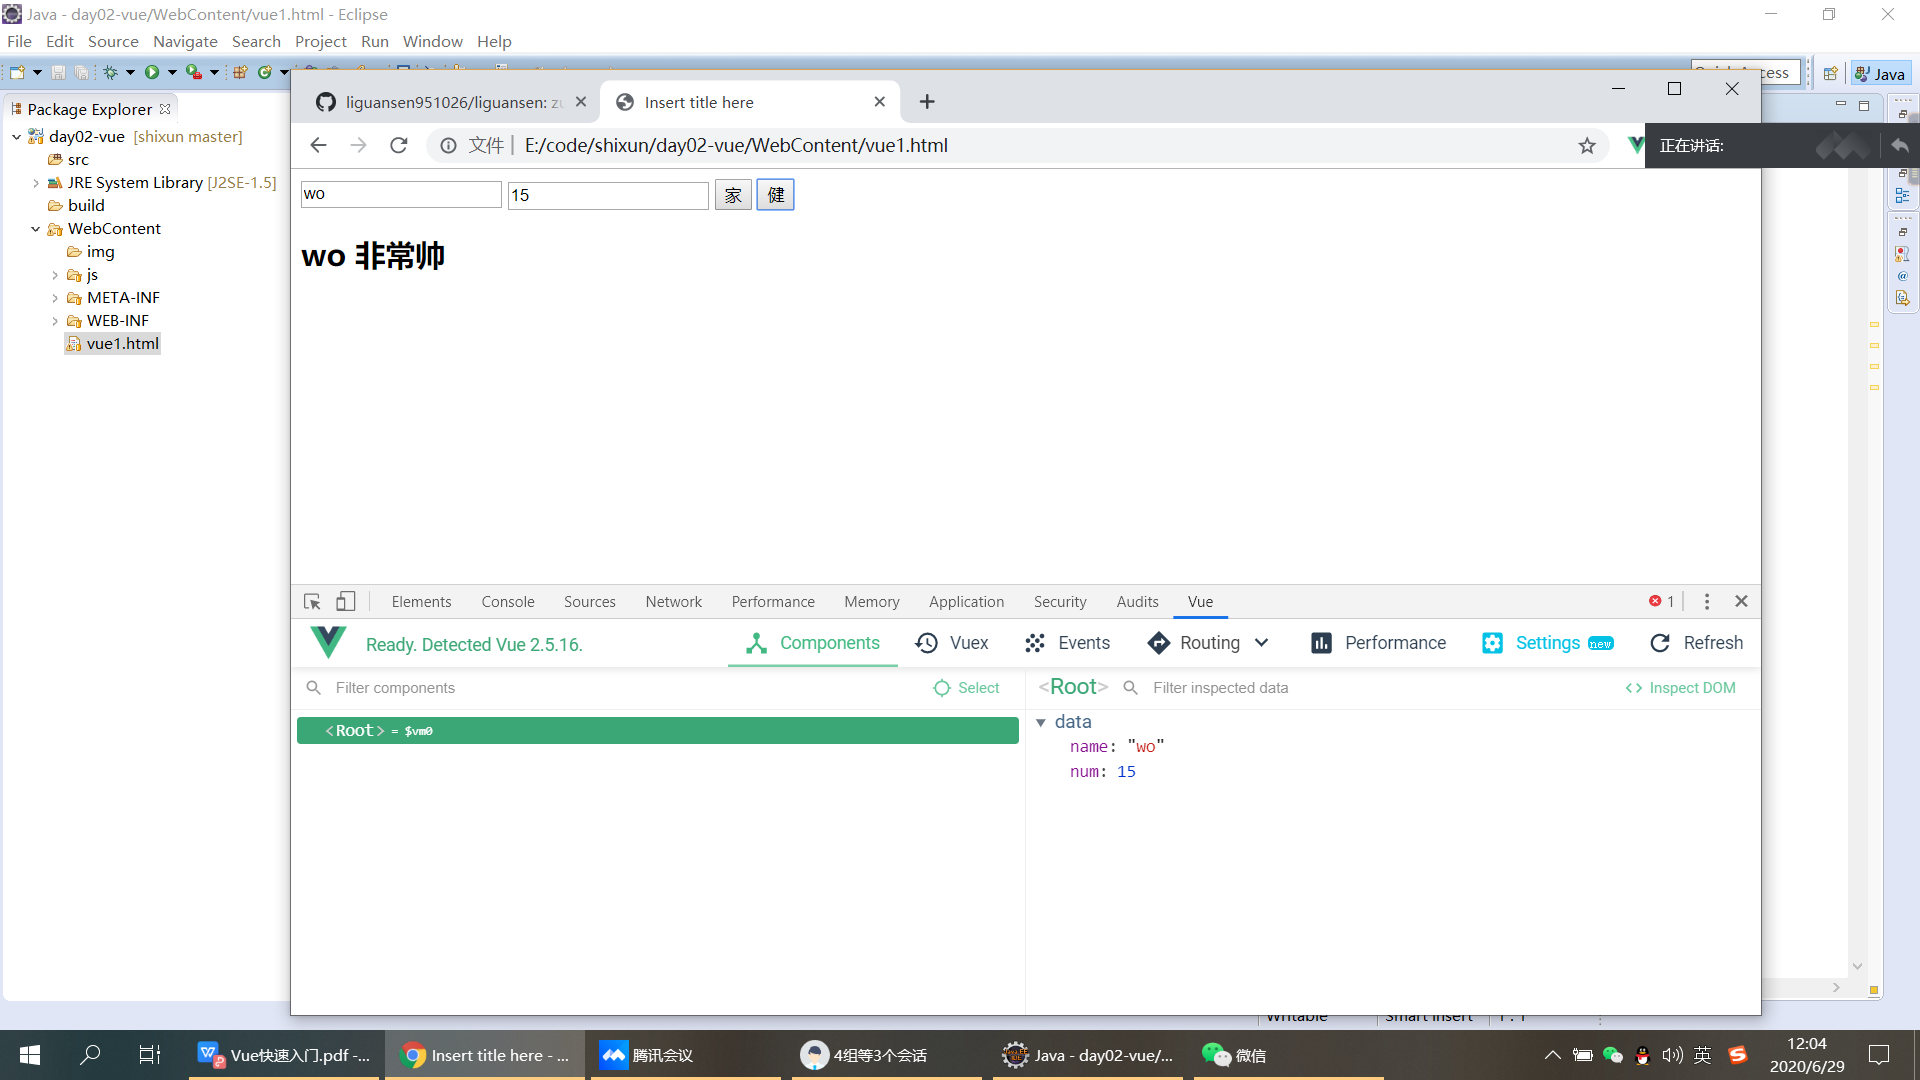 Java - day02-vue/WebContent/vue1.html - Eclipse
File Edit Source Navigate Search Project Run Window Help
Java
Package Explorer
day02-vue [shixun master]
src
JRE System Library [J2SE-1.5]
build
WebContent
img
js
META-INF
WEB-INF
vue1.html
liguansen951026/liguansen:
Insert title here
文件 | E:/code/shixun/day02-vue/WebContent/vue1.html
正在讲话:
wo 15 家 健
wo 非常帅
Elements Console Sources Network Performance Memory Application Security Audits Vue 1
Ready. Detected Vue 2.5.16. Components Vuex Events Routing Performance Settings new Refresh
Filter components Select <Root> Filter inspected data <> Inspect DOM
<Root> = $vm0
data
name: "wo"
num: 15
Writable Smart Insert
Vue快速入门.pdf -... Insert title here - ... 腾讯会议 4组等3个会话 Java - day02-vue/... 微信 英 12:04
2020/6/29